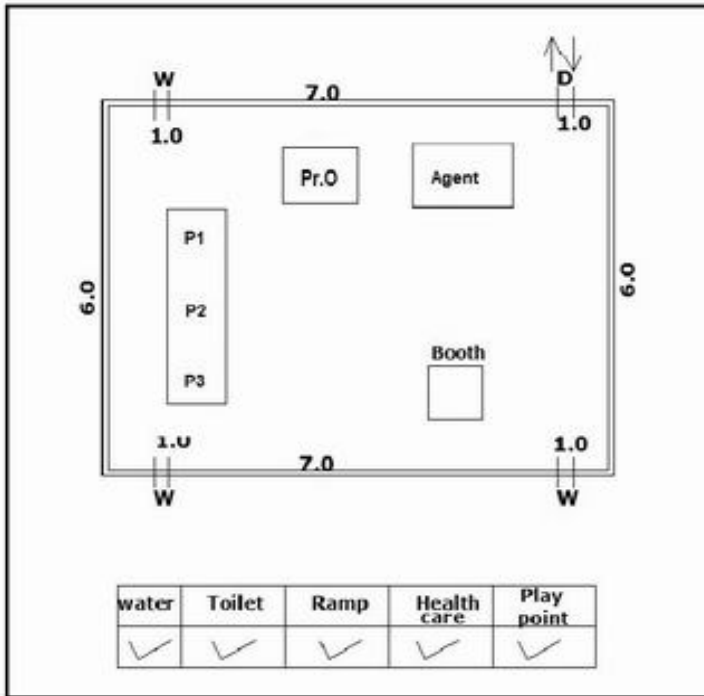 W
7.0
D
1.0
1.0
Pr.O
Agent
P1
6.0
6.0
P2
Booth
P3
1.0
1.0
7.0
W
W
water Toilet Ramp Health care Play point